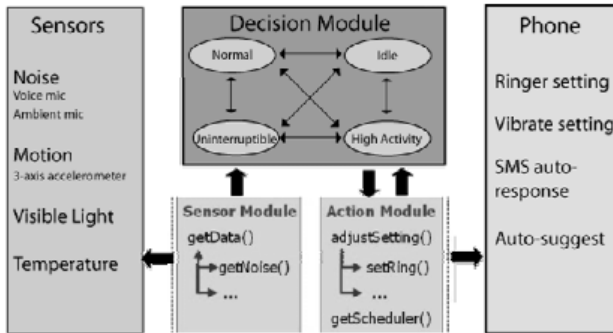 Sensors
Noise
Voice mic
Ambient mic
Motion
3-axis accelerometer
Visible Light
Temperature
Decision Module
Normal
Idle
Uninterruptible
High Activity
Sensor Module
getData()
getNoise()
...
Action Module
adjustSetting()
setRing()
...
getScheduler()
Phone
Ringer setting
Vibrate setting
SMS auto-
response
Auto-suggest